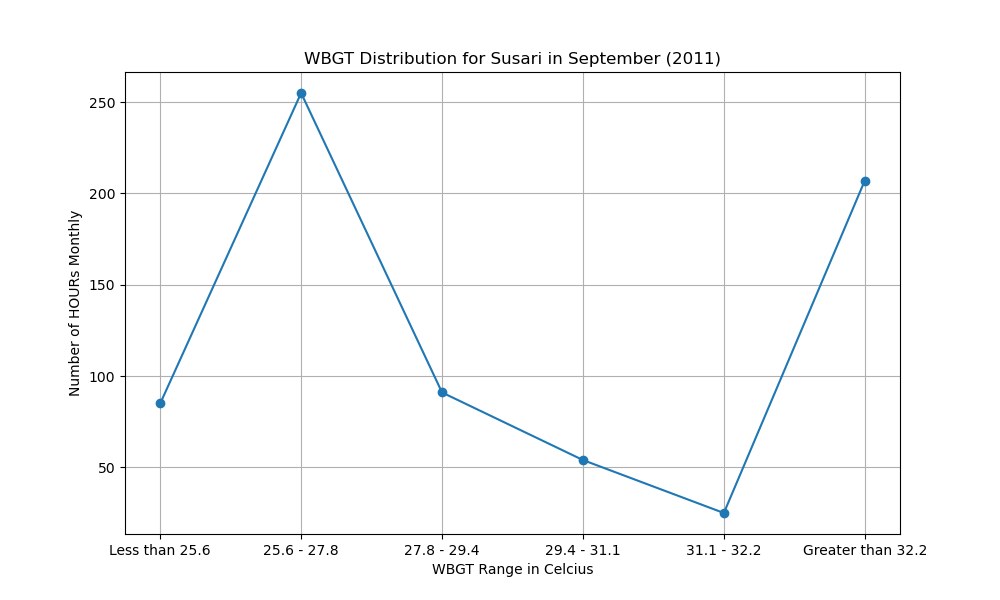 WBGT Distribution for Susari in September (2011)
Number of HOURs Monthly
250
200
150
100
50
Less than 25.6
25.6 - 27.8
27.8 - 29.4
29.4 - 31.1
31.1 - 32.2
Greater than 32.2
WBGT Range in Celcius